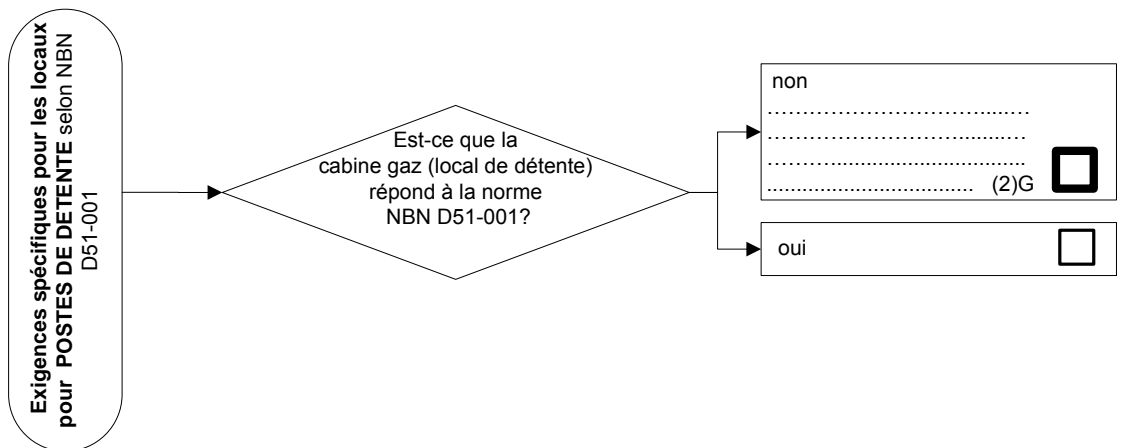 Exigences spécifiques pour les locaux
pour POSTES DE DETENTE selon NBN
D51-001
Est-ce que la
cabine gaz (local de détente)
répond à la norme
NBN D51-001?
non
.............................................
.............................................
.............................................
................................... (2)G
oui